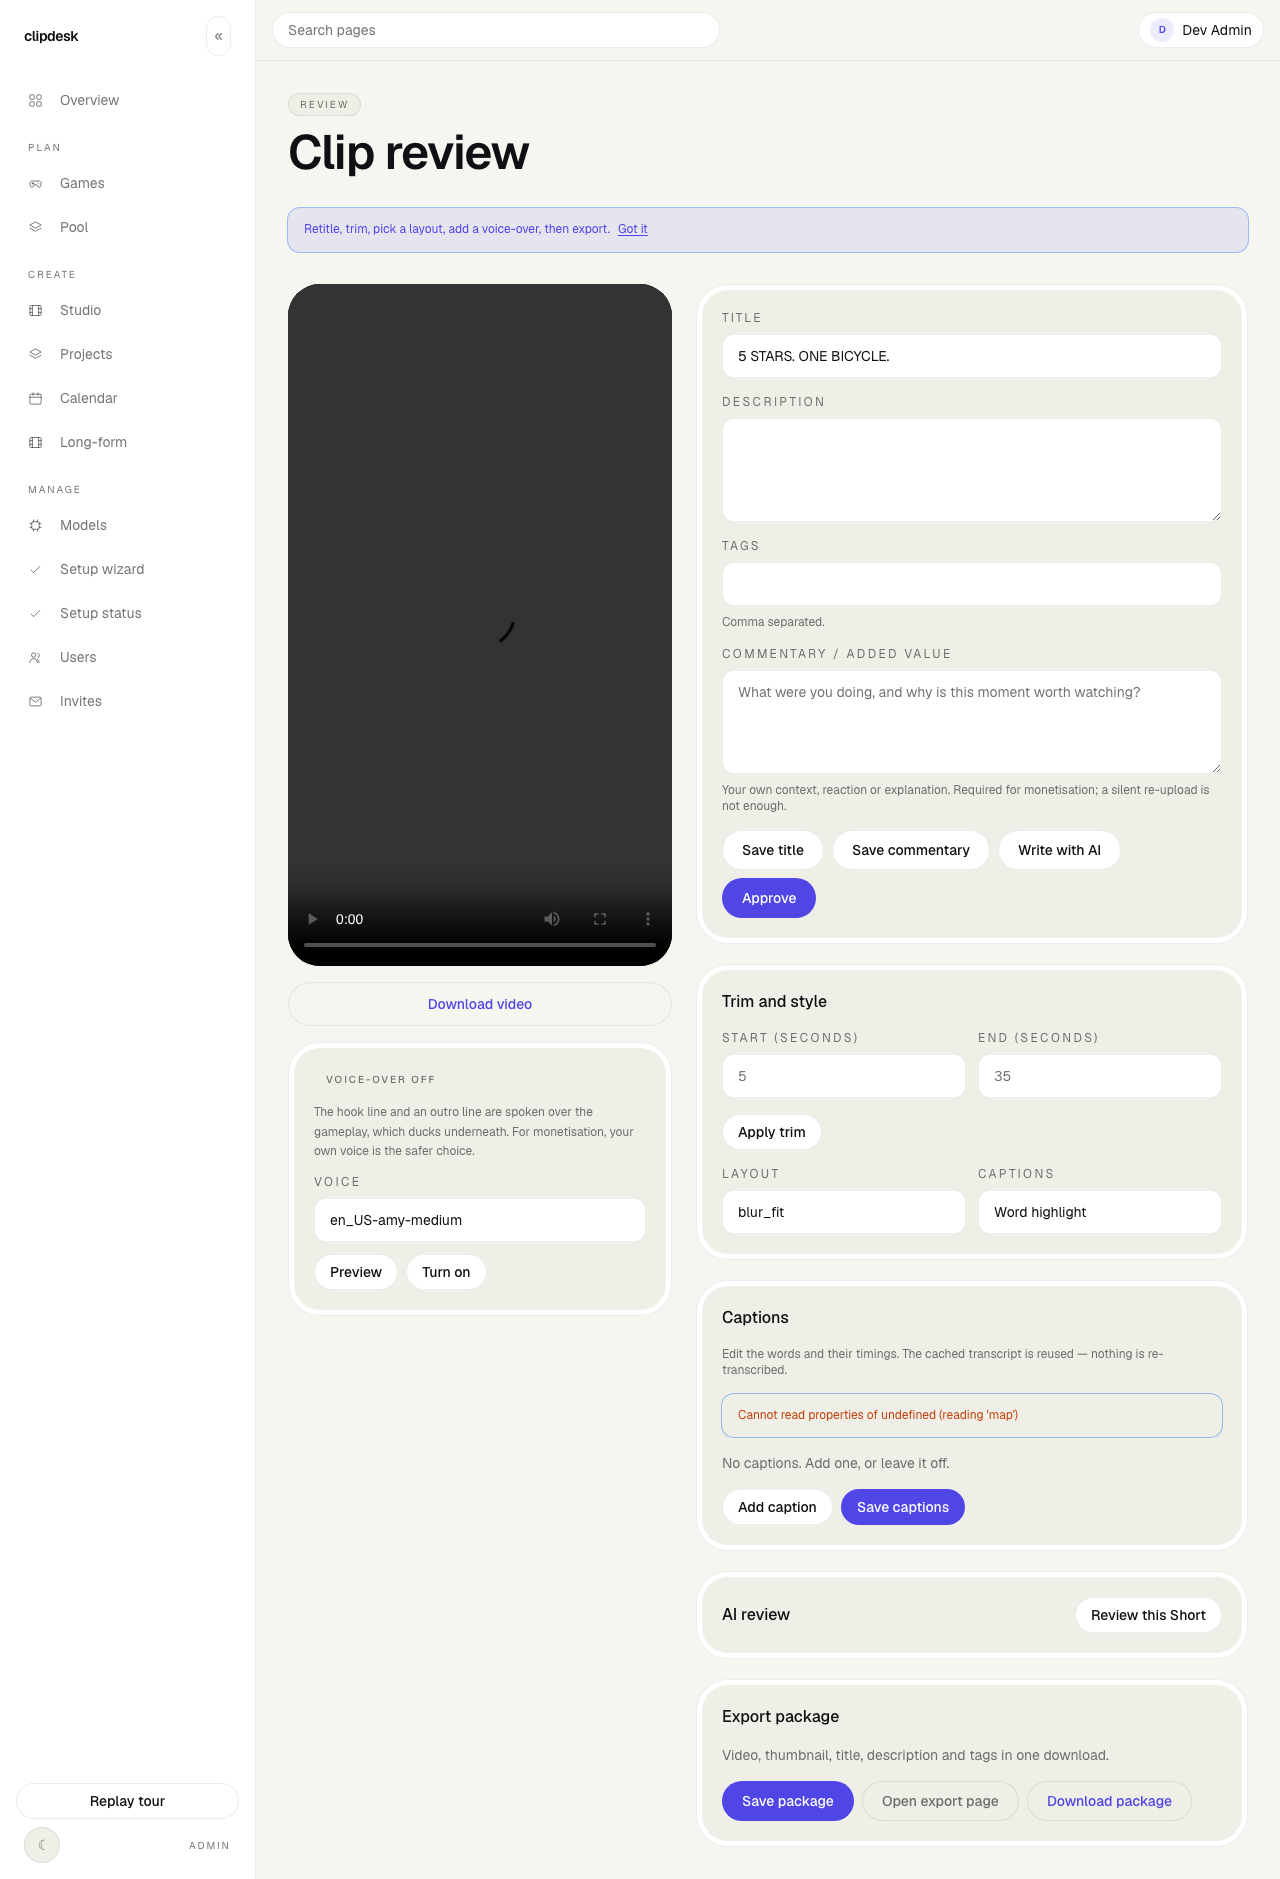 clipdesk
«
Overview
PLAN
Games
Pool
CREATE
Studio
Projects
Calendar
Long-form
MANAGE
Models
Setup wizard
Setup status
Users
Invites
Replay tour
ADMIN
Search pages
D
Dev Admin
REVIEW
Clip review
Retitle, trim, pick a layout, add a voice-over, then export. Got it
0:00
Download video
VOICE-OVER OFF
The hook line and an outro line are spoken over the
gameplay, which ducks underneath. For monetisation, your
own voice is the safer choice.
VOICE
en_US-amy-medium
Preview
Turn on
TITLE
5 STARS. ONE BICYCLE.
DESCRIPTION
TAGS
Comma separated.
COMMENTARY / ADDED VALUE
What were you doing, and why is this moment worth watching?
Your own context, reaction or explanation. Required for monetisation; a silent re-upload is
not enough.
Save title
Save commentary
Write with AI
Approve
Trim and style
START (SECONDS)
END (SECONDS)
5
35
Apply trim
LAYOUT
CAPTIONS
blur_fit
Word highlight
Captions
Edit the words and their timings. The cached transcript is reused — nothing is re-
transcribed.
Cannot read properties of undefined (reading 'map')
No captions. Add one, or leave it off.
Add caption
Save captions
AI review
Review this Short
Export package
Video, thumbnail, title, description and tags in one download.
Save package
Open export page
Download package